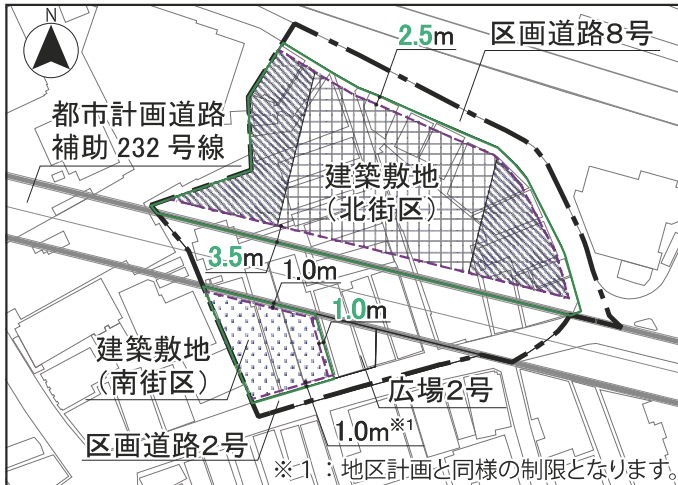 N
2.5m
区画道路8号
都市計画道路
補助232号線
建築敷地
(北街区)
3.5m
1.0m
1.0m
建築敷地
(南街区)
広場2号
区画道路2号
1.0m※1
※1：地区計画と同様の制限となります。